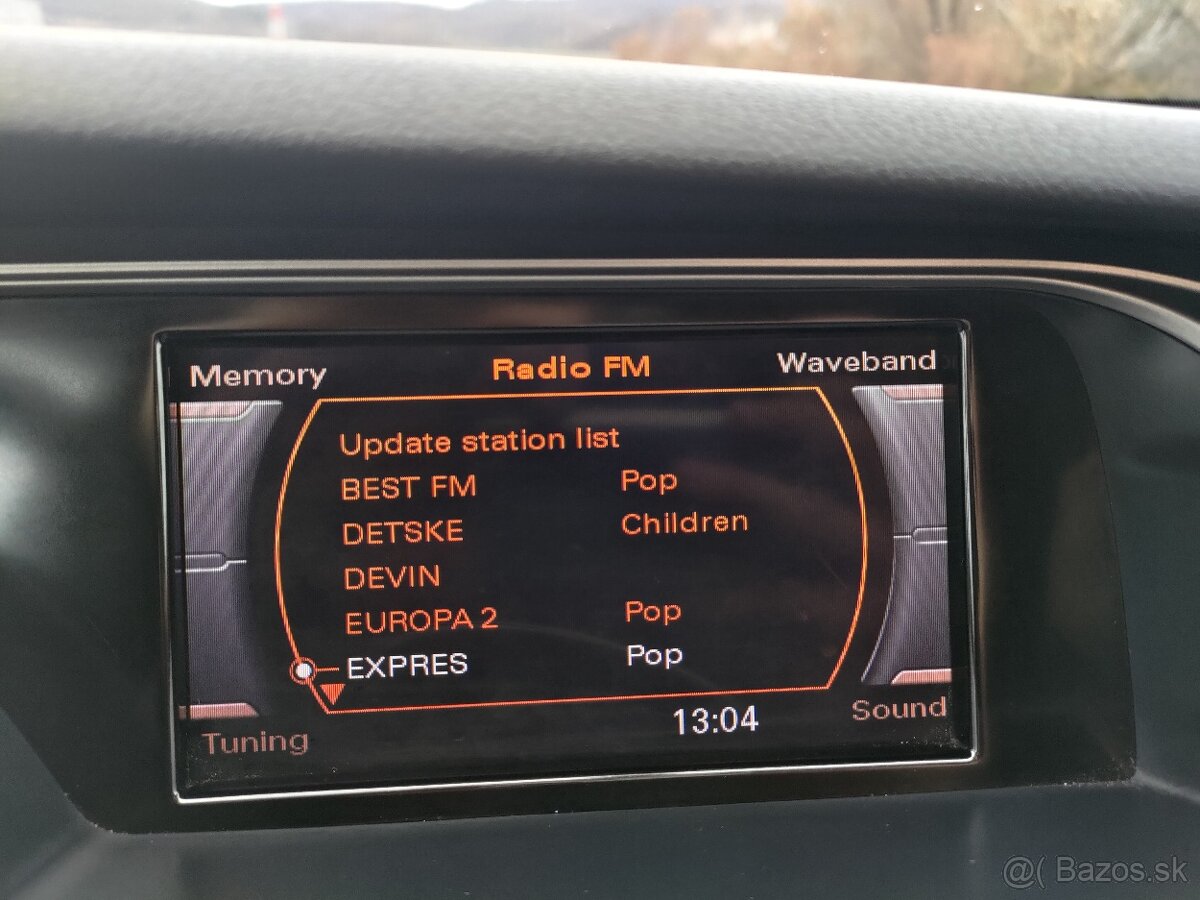 Memory Radio FM Waveband
Update station list
BEST FM Pop
DETSKE Children
DEVIN
EUROPA 2 Pop
EXPRES Pop
13:04
Tuning Sound
@( Bazos.sk